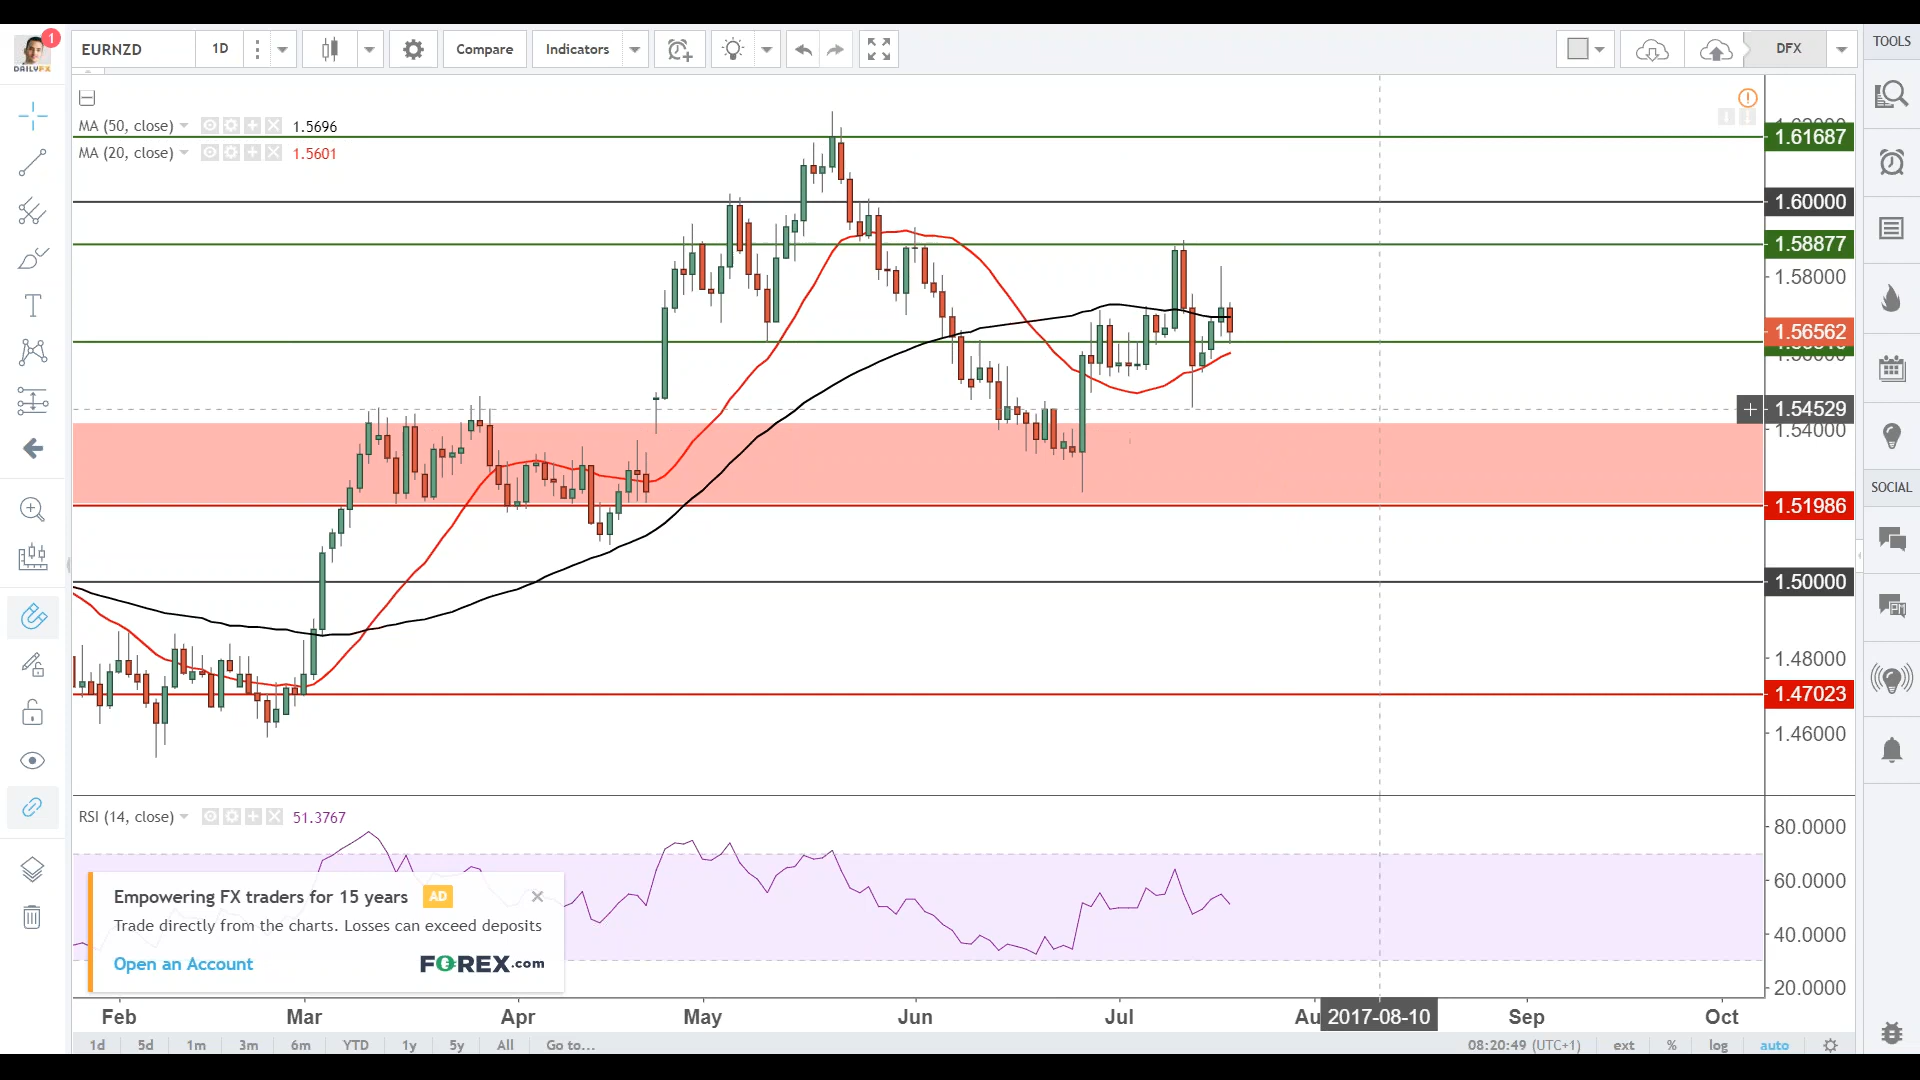 1
DAILYFX
EURNZD 1D Compare Indicators DFX TOOLS
MA (50, close) 1.5696
MA (20, close) 1.5601
1.61687
1.60000
1.58877
1.58000
1.56562
1.54529
1.54000
1.51986
1.50000
1.48000
1.47023
1.46000
SOCIAL
PM
RSI (14, close) 51.3767
80.0000
60.0000
40.0000
20.0000
Empowering FX traders for 15 years AD
Trade directly from the charts. Losses can exceed deposits
Open an Account FOREX.com
Feb Mar Apr May Jun Jul Au 2017-08-10 Sep Oct
1d 5d 1m 3m 6m YTD 1y 5y All Go to... 08:20:49 (UTC+1) ext % log auto